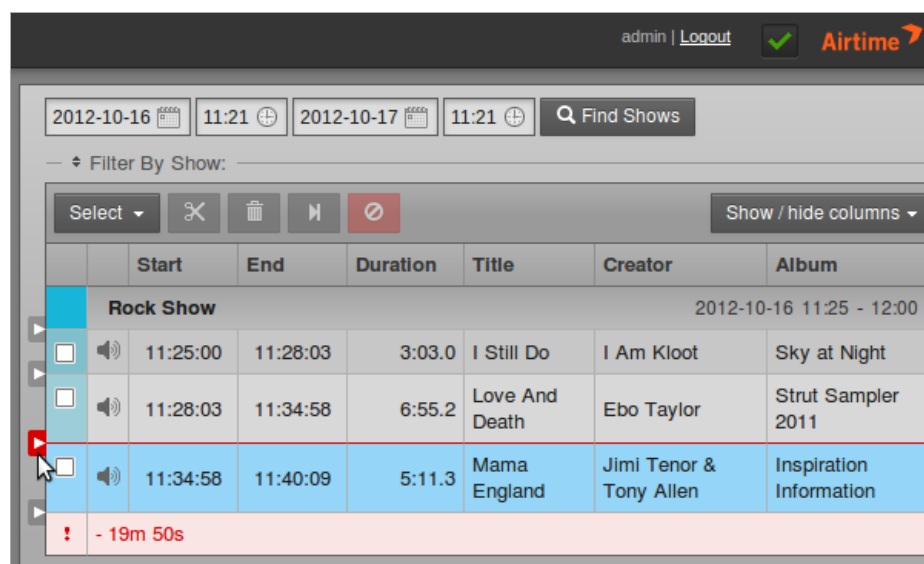 admin | Logout
Airtime
2012-10-16 11:21 2012-10-17 11:21 Find Shows
Filter By Show:
Select Show / hide columns
Start End Duration Title Creator Album
Rock Show 2012-10-16 11:25 - 12:00
11:25:00 11:28:03 3:03.0 I Still Do I Am Kloot Sky at Night
11:28:03 11:34:58 6:55.2 Love And Death Ebo Taylor Strut Sampler 2011
11:34:58 11:40:09 5:11.3 Mama England Jimi Tenor & Tony Allen Inspiration Information
! - 19m 50s